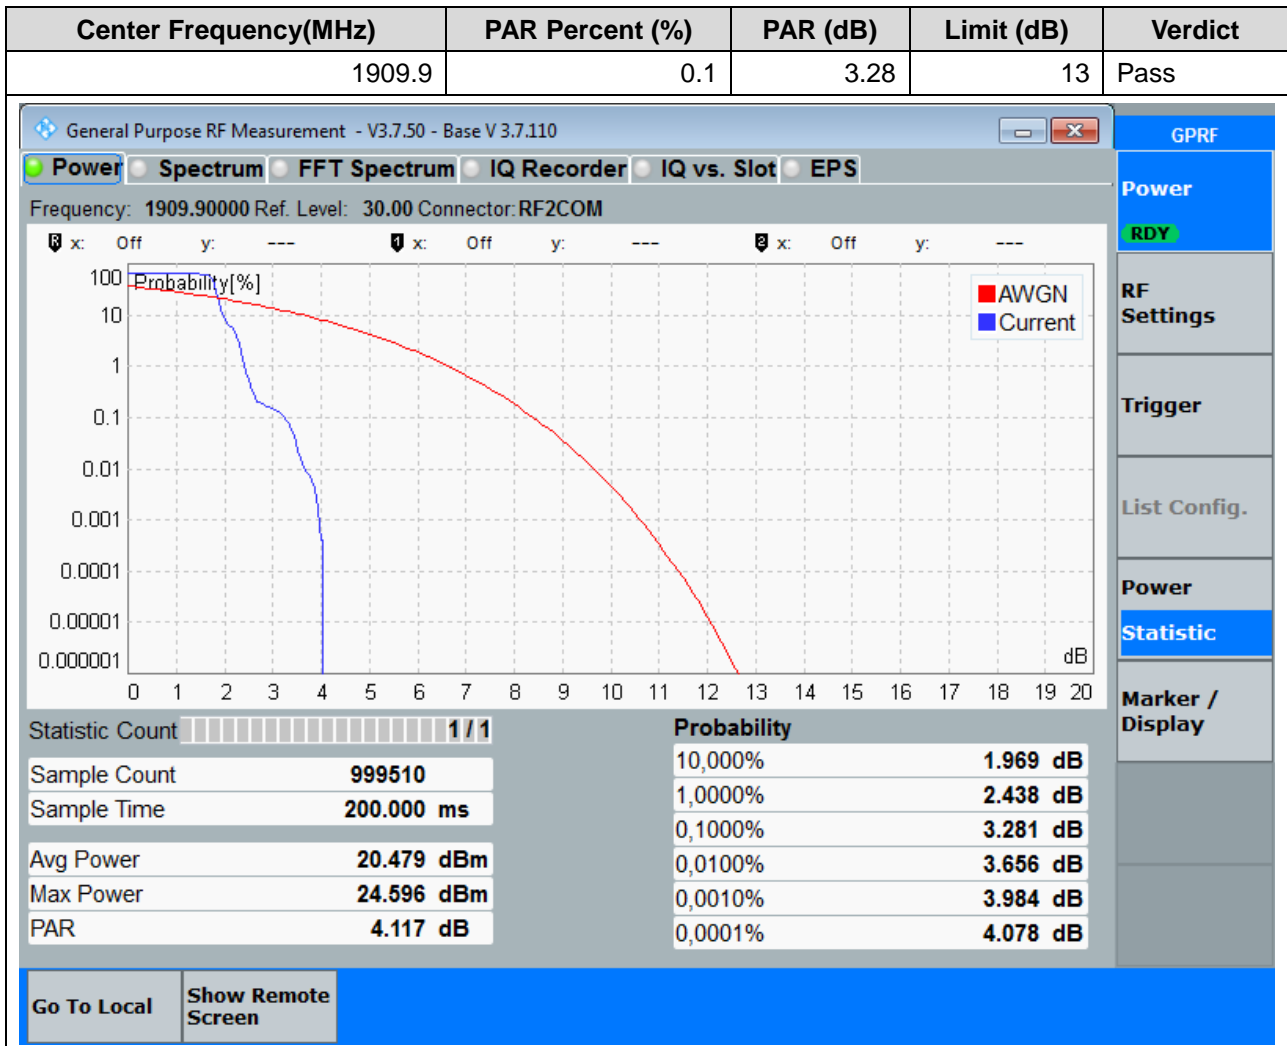 Center Frequency(MHz) PAR Percent (%) PAR (dB) Limit (dB) Verdict
1909.9 0.1 3.28 13 Pass
General Purpose RF Measurement - V3.7.50 - Base V 3.7.110
GPRF
Power Spectrum FFT Spectrum IQ Recorder IQ vs. Slot EPS
Power
RDY
Frequency: 1909.90000 Ref. Level: 30.00 Connector: RF2COM
R x: Off y: --- 1 x: Off y: --- 2 x: Off y: ---
Probability[%]
AWGN
Current
100
10
1
0.1
0.01
0.001
0.0001
0.00001
0.000001
dB
0 1 2 3 4 5 6 7 8 9 10 11 12 13 14 15 16 17 18 19 20
RF
Settings
Trigger
List Config.
Power
Statistic
Marker /
Display
Statistic Count 1 / 1
Sample Count 999510
Sample Time 200.000 ms
Avg Power 20.479 dBm
Max Power 24.596 dBm
PAR 4.117 dB
Probability
10,000% 1.969 dB
1,0000% 2.438 dB
0,1000% 3.281 dB
0,0100% 3.656 dB
0,0010% 3.984 dB
0,0001% 4.078 dB
Go To Local
Show Remote
Screen